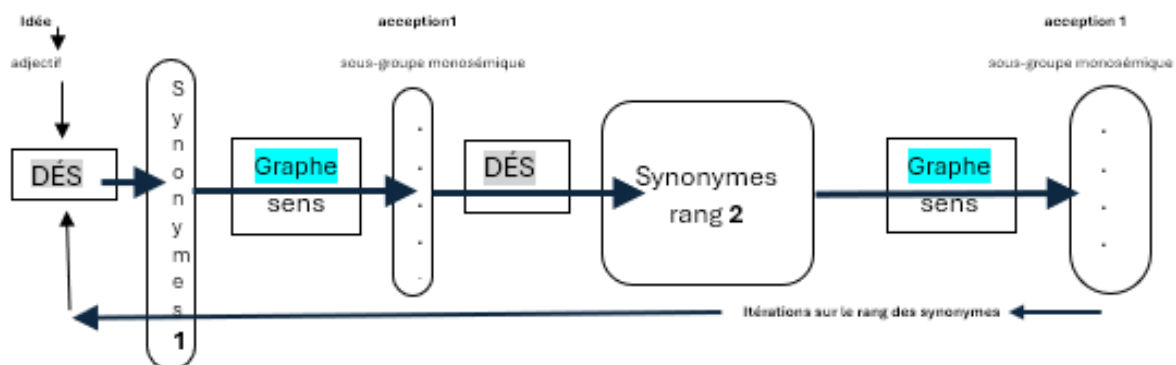 Idée
adjectif
DÉS
Synonymes 1
Graphe
sens
acception1
sous-groupe monosémique
DÉS
Synonymes
rang 2
Graphe
sens
acception 1
sous-groupe monosémique
Itérations sur le rang des synonymes